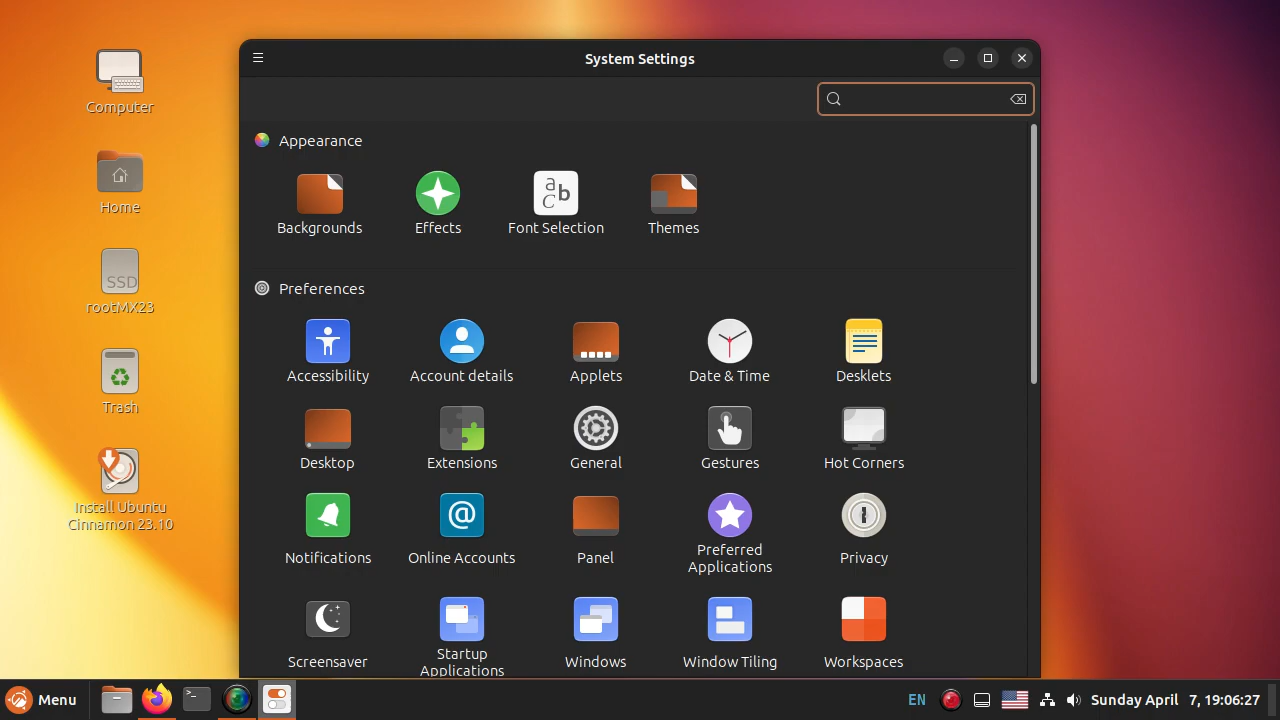 System Settings
Computer
Home
SSD
rootMX23
Trash
Install Ubuntu
Cinnamon 23.10
Appearance
Backgrounds
Effects
a
b
C
Font Selection
Themes
Preferences
Accessibility
Account details
Applets
Date & Time
Desklets
Desktop
Extensions
General
Gestures
Hot Corners
Notifications
@
Online Accounts
Panel
Preferred
Applications
Privacy
Screensaver
Startup
Applications
Windows
Window Tiling
Workspaces
Menu
>_
EN
Sunday April 7, 19:06:27